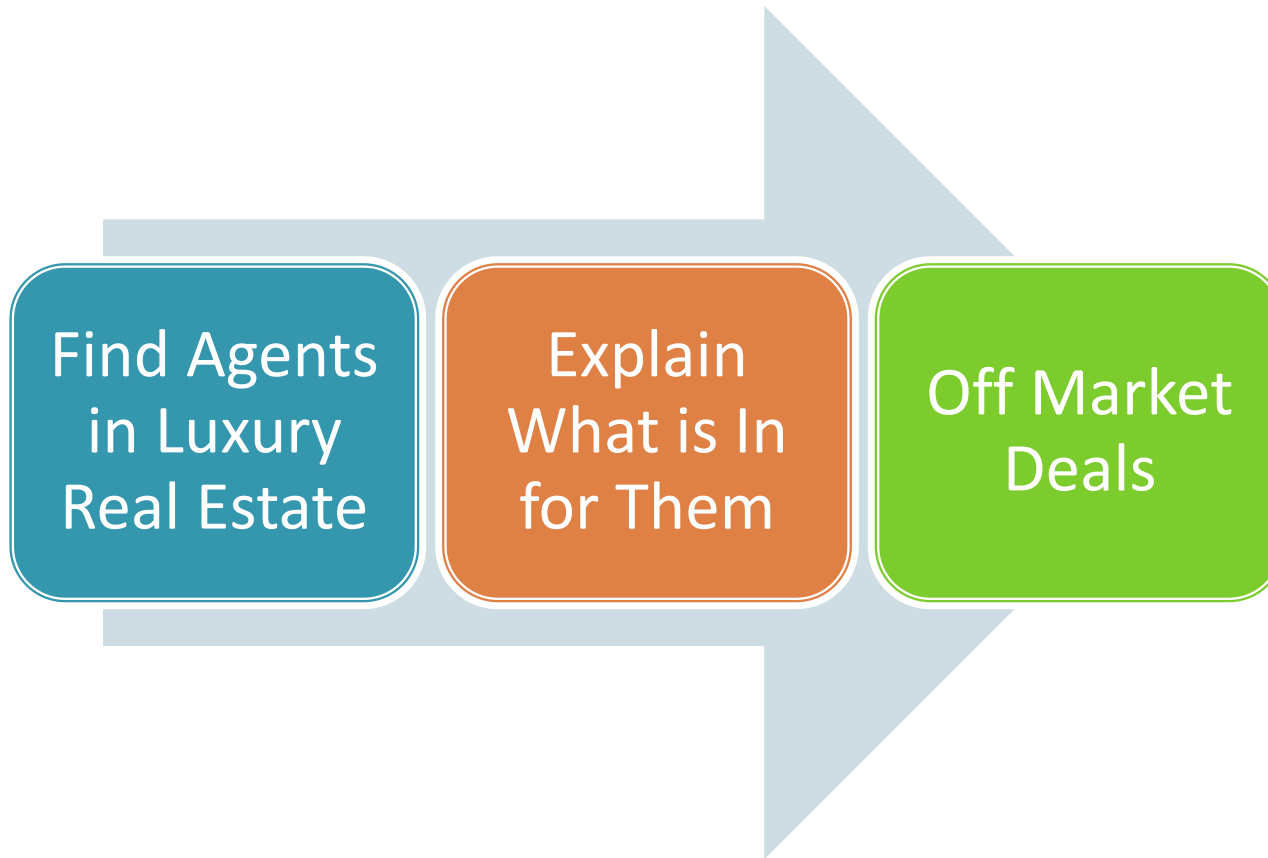 Find Agents
in Luxury
Real Estate
Explain
What is In
for Them
Off Market
Deals